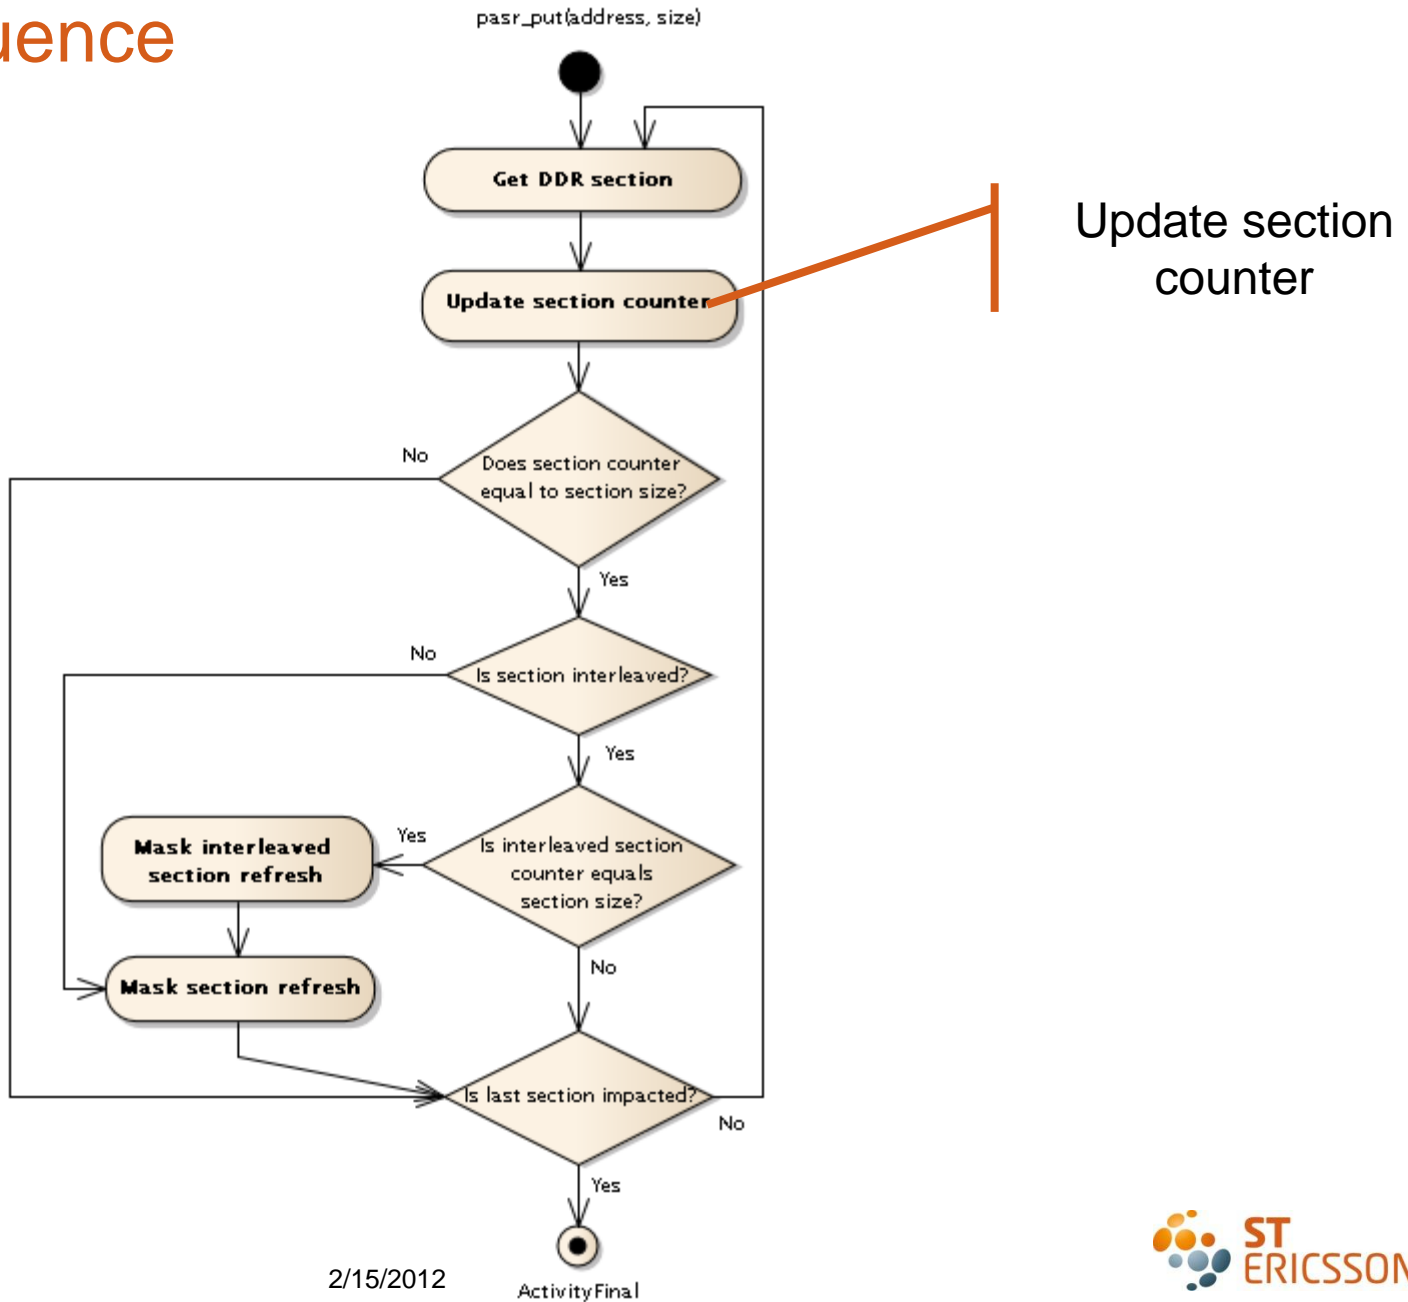 uence
pasr_put(address, size)
Get DDR section
Update section counter
Update section
counter
No
Does section counter
equal to section size?
Yes
No
Is section interleaved?
Yes
Mask interleaved
section refresh
Yes
Is interleaved section
counter equals
section size?
No
Mask section refresh
Is last section impacted?
No
Yes
2/15/2012
ActivityFinal
ST
ERICSSON